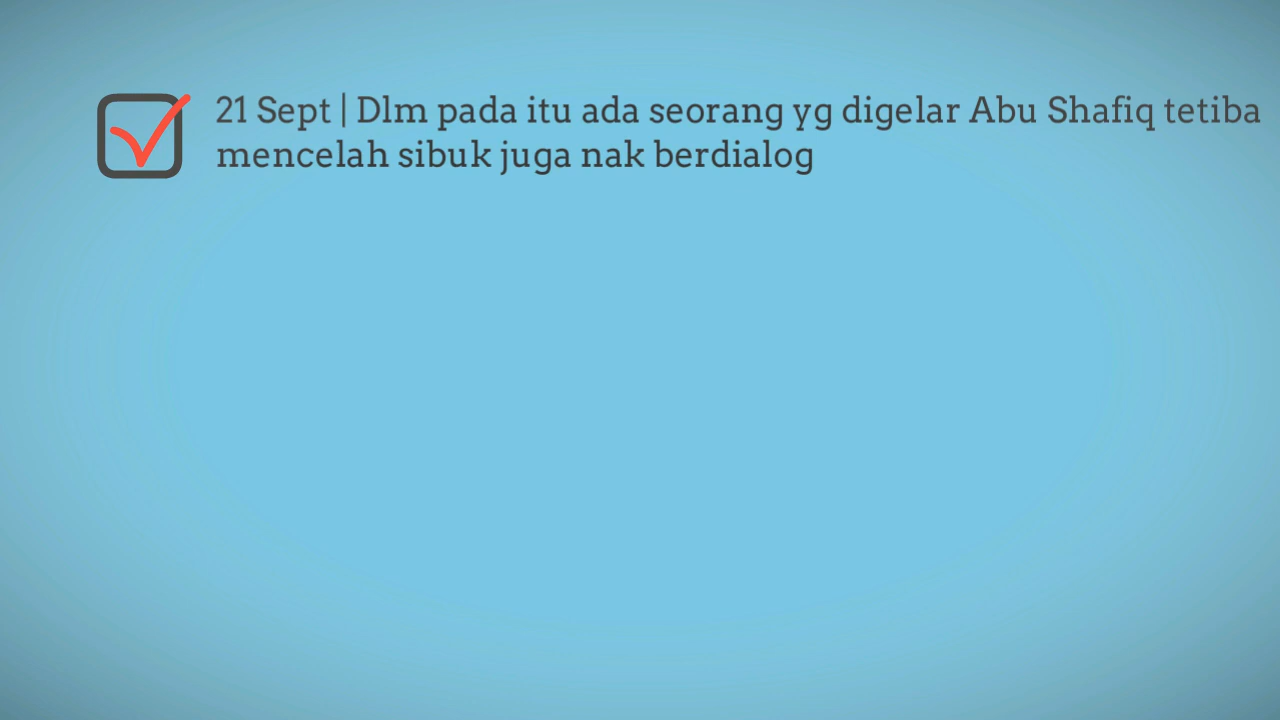 21 Sept | Dlm pada itu ada seorang yg digelar Abu Shafiq tetiba
mencelah sibuk juga nak berdialog